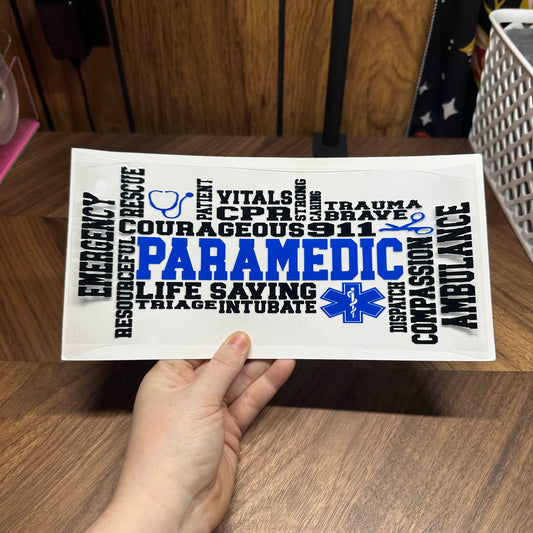 EMERGENCY
RESCUE
RESOURCEFUL
PATIENT
VITALS
CPR
STRONG
CARING
TRAUMA
BRAVE
COURAGEOUS 911
PARAMEDIC
LIFE SAVING
TRIAGE INTUBATE
DISPATCH
COMPASSION
AMBULANCE